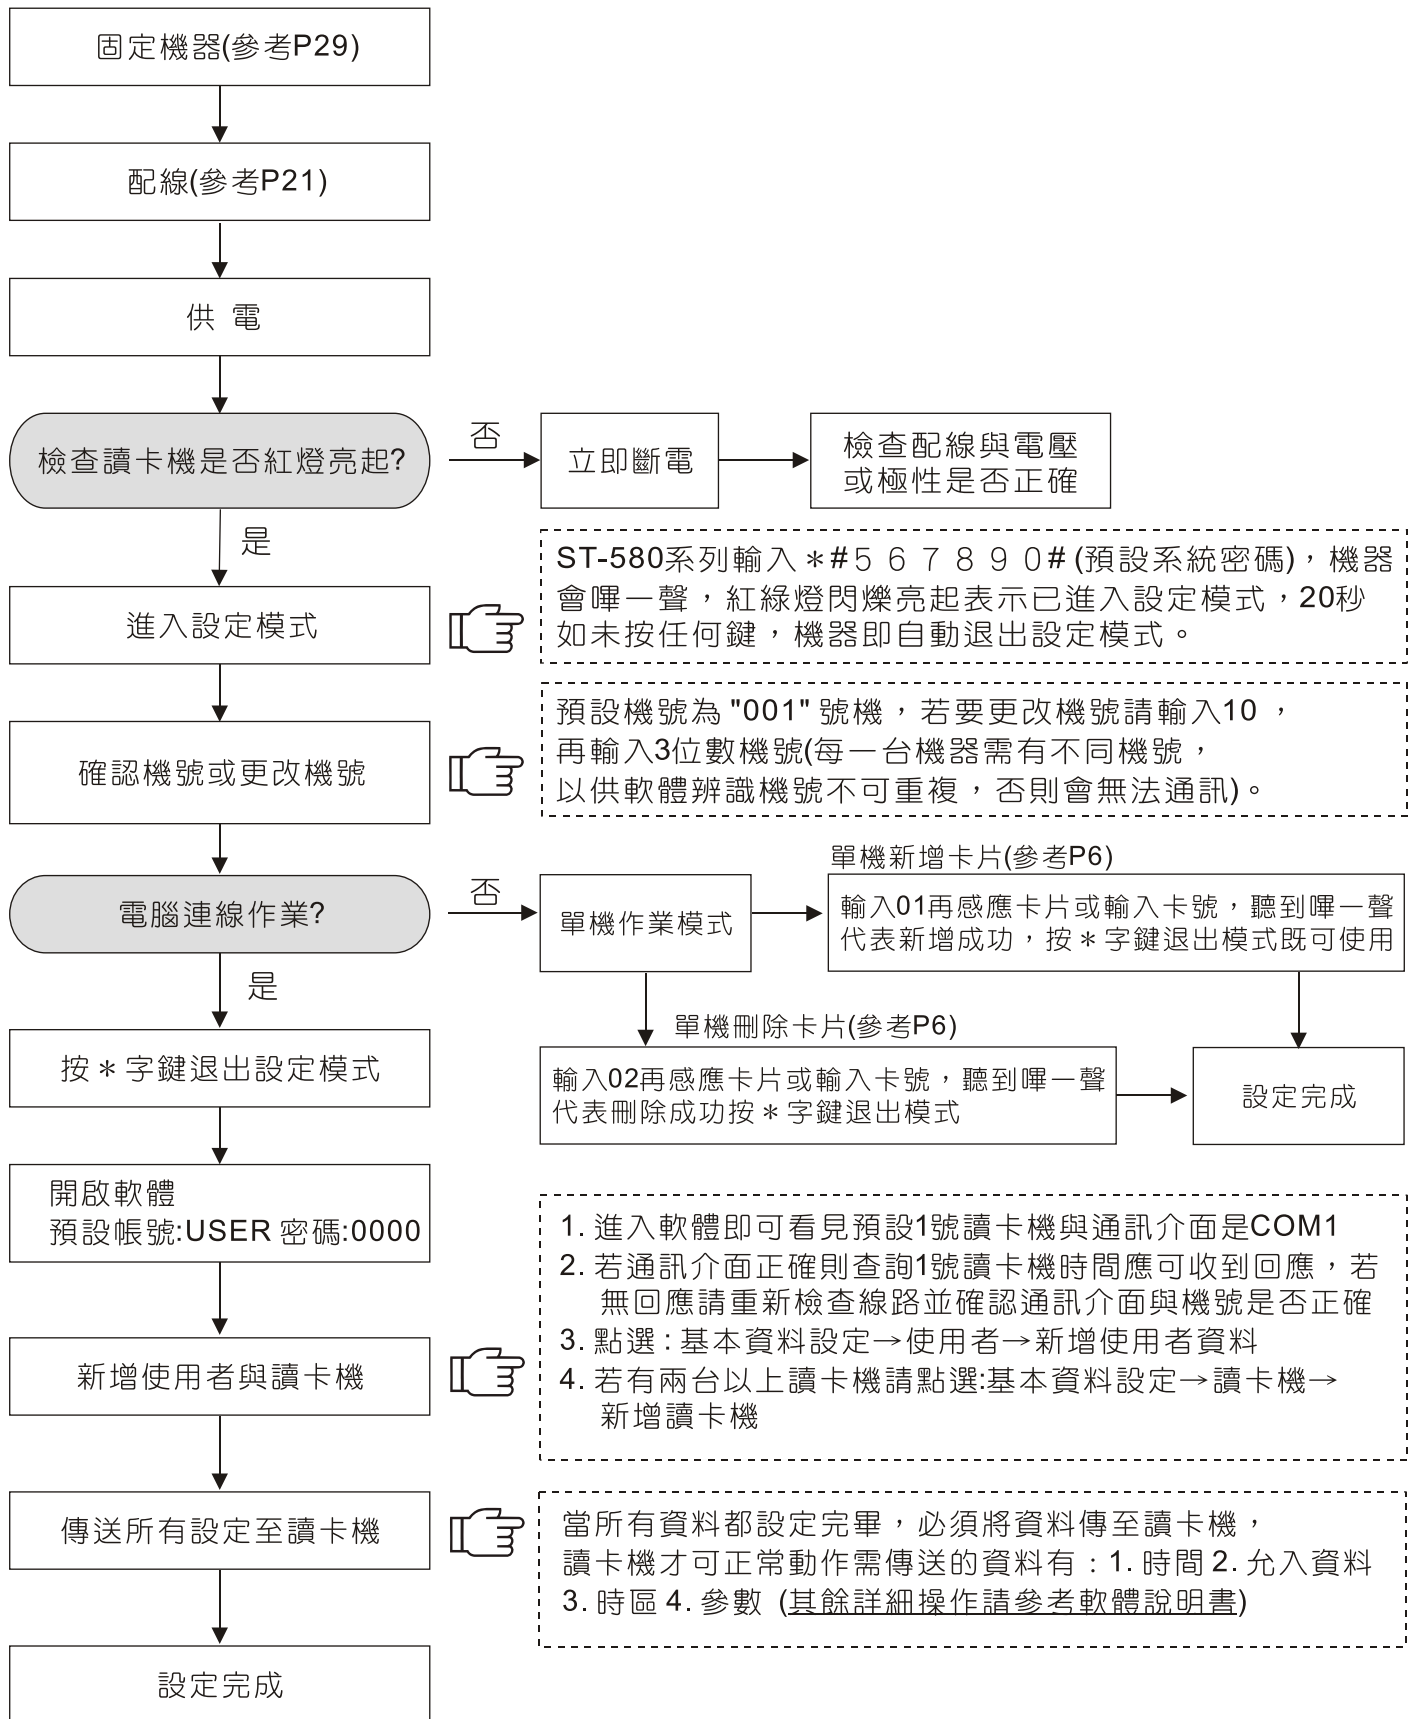 固定機器(參考P29)
配線(參考P21)
供 電
檢查讀卡機是否紅燈亮起?
否
立即斷電
檢查配線與電壓
或極性是否正確
是
進入設定模式
ST-580系列輸入＊#５６７８９０#(預設系統密碼)，機器
會嗶一聲，紅綠燈閃爍亮起表示已進入設定模式，20秒
如未按任何鍵，機器即自動退出設定模式。
確認機號或更改機號
預設機號為 "001" 號機，若要更改機號請輸入10 ，
再輸入3位數機號(每一台機器需有不同機號，
以供軟體辨識機號不可重複，否則會無法通訊)。
電腦連線作業?
否
單機作業模式
單機新增卡片(參考P6)
輸入01再感應卡片或輸入卡號，聽到嗶一聲
代表新增成功，按＊字鍵退出模式既可使用
是
單機刪除卡片(參考P6)
輸入02再感應卡片或輸入卡號，聽到嗶一聲
代表刪除成功按＊字鍵退出模式
設定完成
按＊字鍵退出設定模式
開啟軟體
預設帳號:USER 密碼:0000
新增使用者與讀卡機
1. 進入軟體即可看見預設1號讀卡機與通訊介面是COM1
2. 若通訊介面正確則查詢1號讀卡機時間應可收到回應，若
無回應請重新檢查線路並確認通訊介面與機號是否正確
3. 點選：基本資料設定→使用者→新增使用者資料
4. 若有兩台以上讀卡機請點選:基本資料設定→讀卡機→
新增讀卡機
傳送所有設定至讀卡機
當所有資料都設定完畢，必須將資料傳至讀卡機，
讀卡機才可正常動作需傳送的資料有：1. 時間 2. 允入資料
3. 時區 4. 參數 (其餘詳細操作請參考軟體說明書)
設定完成